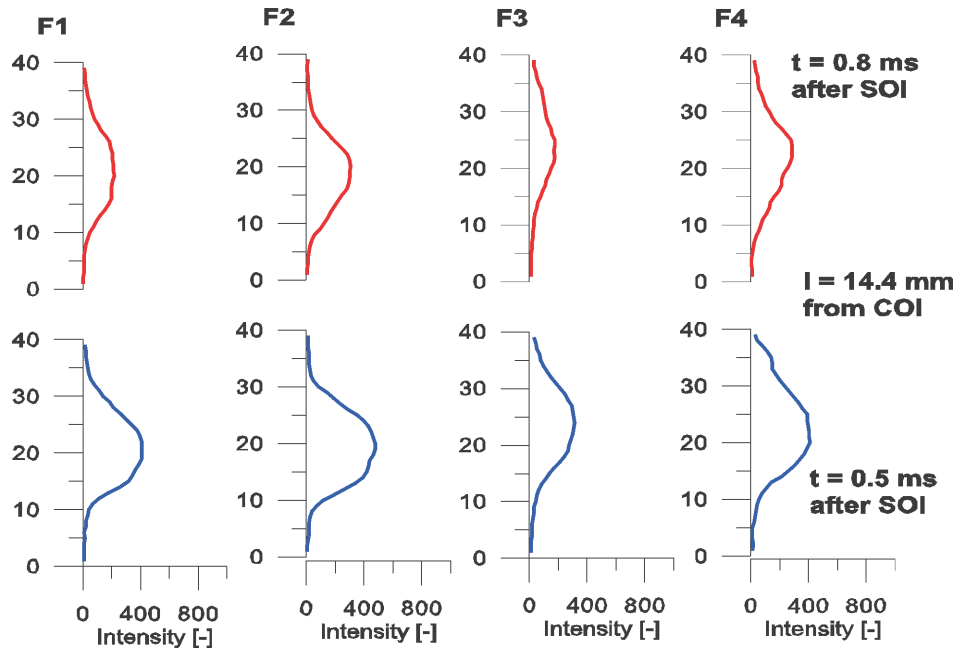 F1 F2 F3 F4
40 40 40 40
t = 0.8 ms
after SOI
30 30 30 30
20 20 20 20
10 10 10 10
0 0 0 0
l = 14.4 mm
from COI
40 40 40 40
30 30 30 30
20 20 20 20
t = 0.5 ms
after SOI
10 10 10 10
0 0 0 0
0 400 800 0 400 800 0 400 800 0 400 800
Intensity [-] Intensity [-] Intensity [-] Intensity [-]